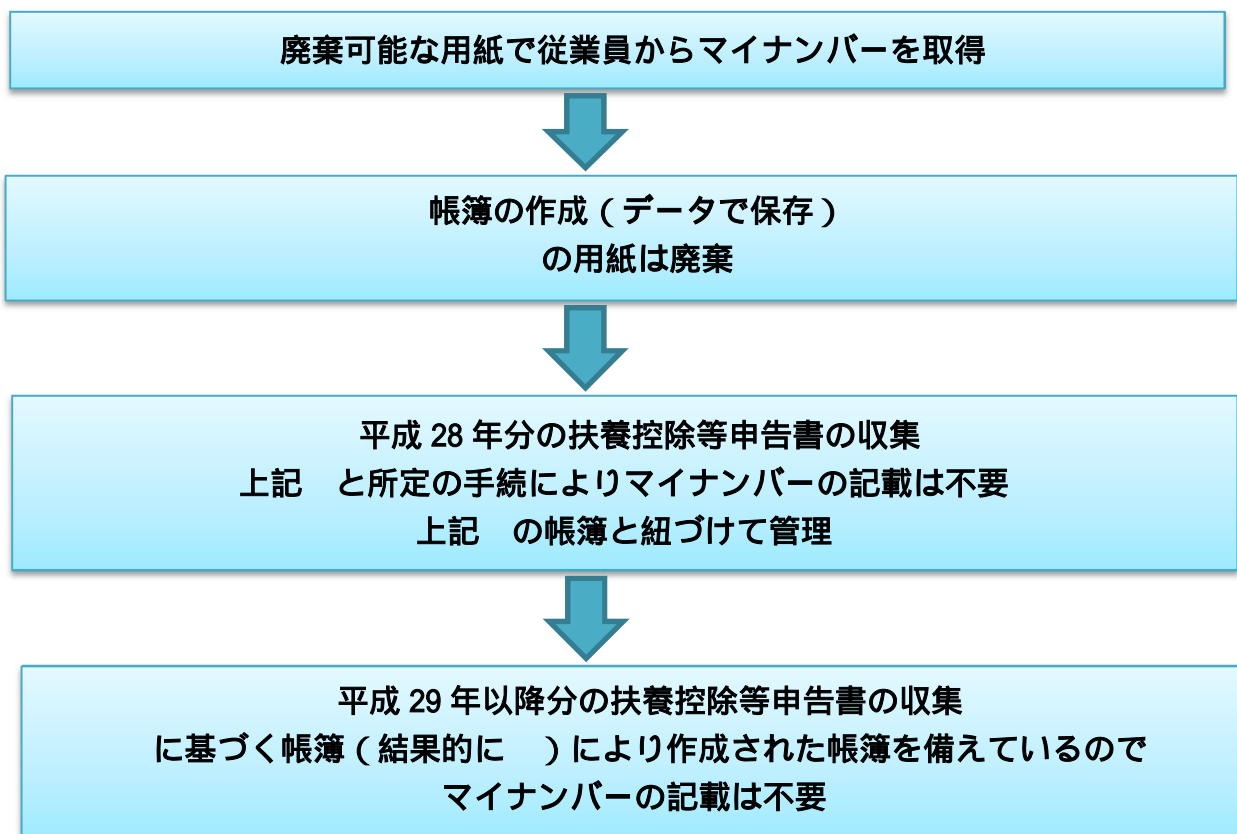 廃棄可能な用紙で従業員からマイナンバーを取得
帳簿の作成(データで保存)
の用紙は廃棄
平成 28 年分の扶養控除等申告書の収集
上記　と所定の手続によりマイナンバーの記載は不要
上記　の帳簿と紐づけて管理
平成 29 年以降分の扶養控除等申告書の収集
に基づく帳簿(結果的に　)により作成された帳簿を備えているので
マイナンバーの記載は不要